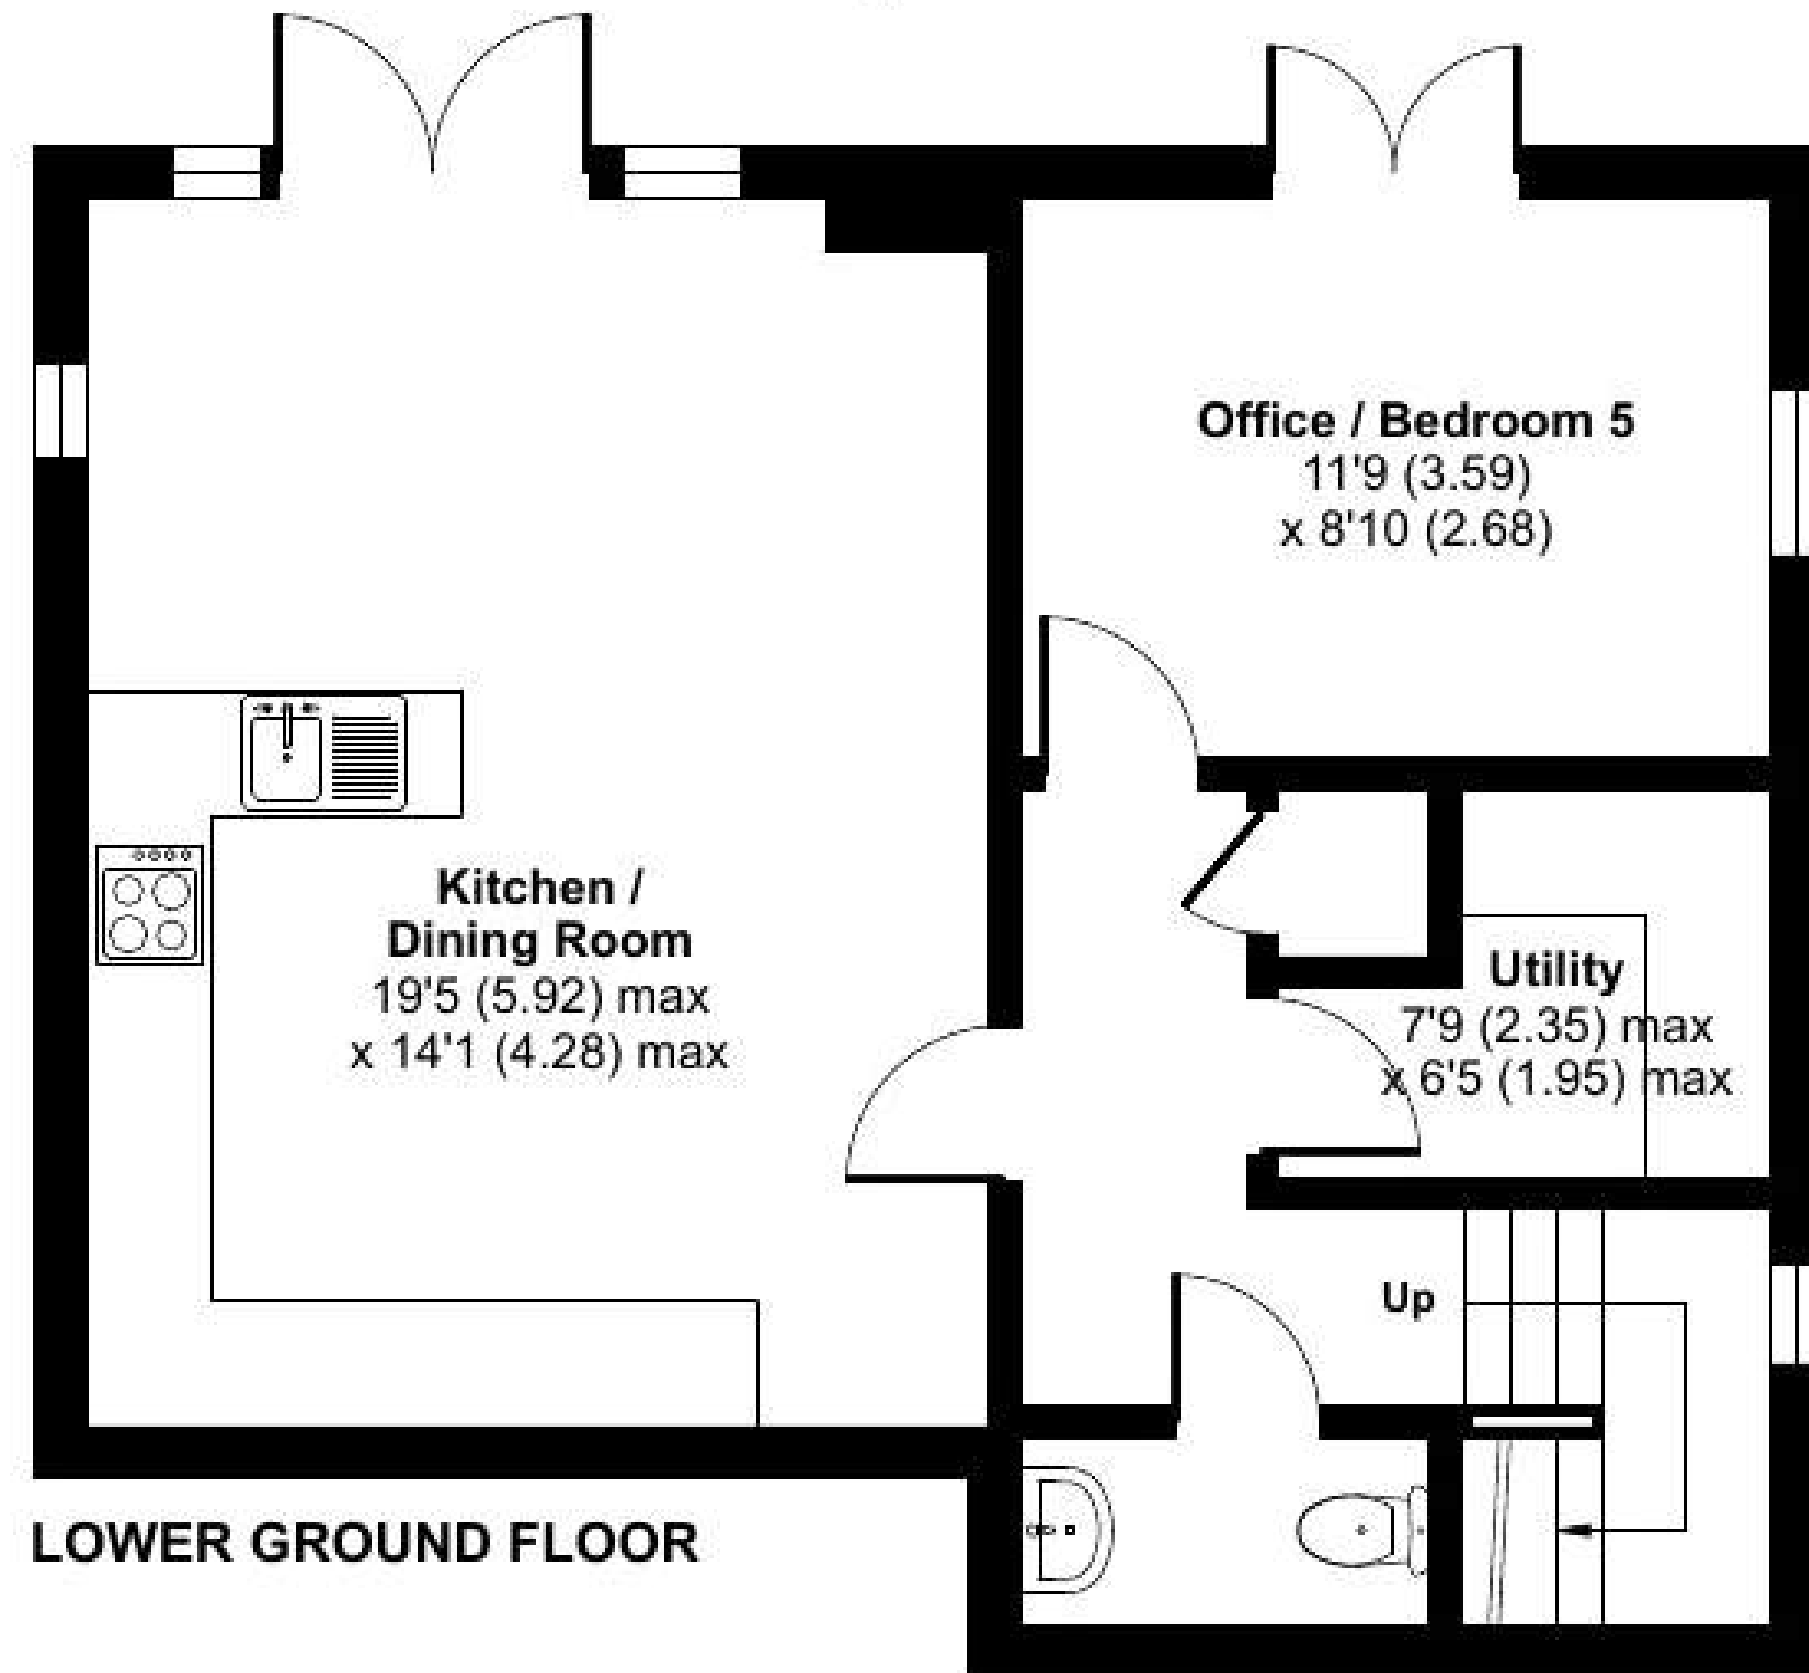 Office / Bedroom 5
11'9 (3.59)
x 8'10 (2.68)
Kitchen /
Dining Room
19'5 (5.92) max
x 14'1 (4.28) max
Utility
7'9 (2.35) max
x 6'5 (1.95) max
Up
LOWER GROUND FLOOR